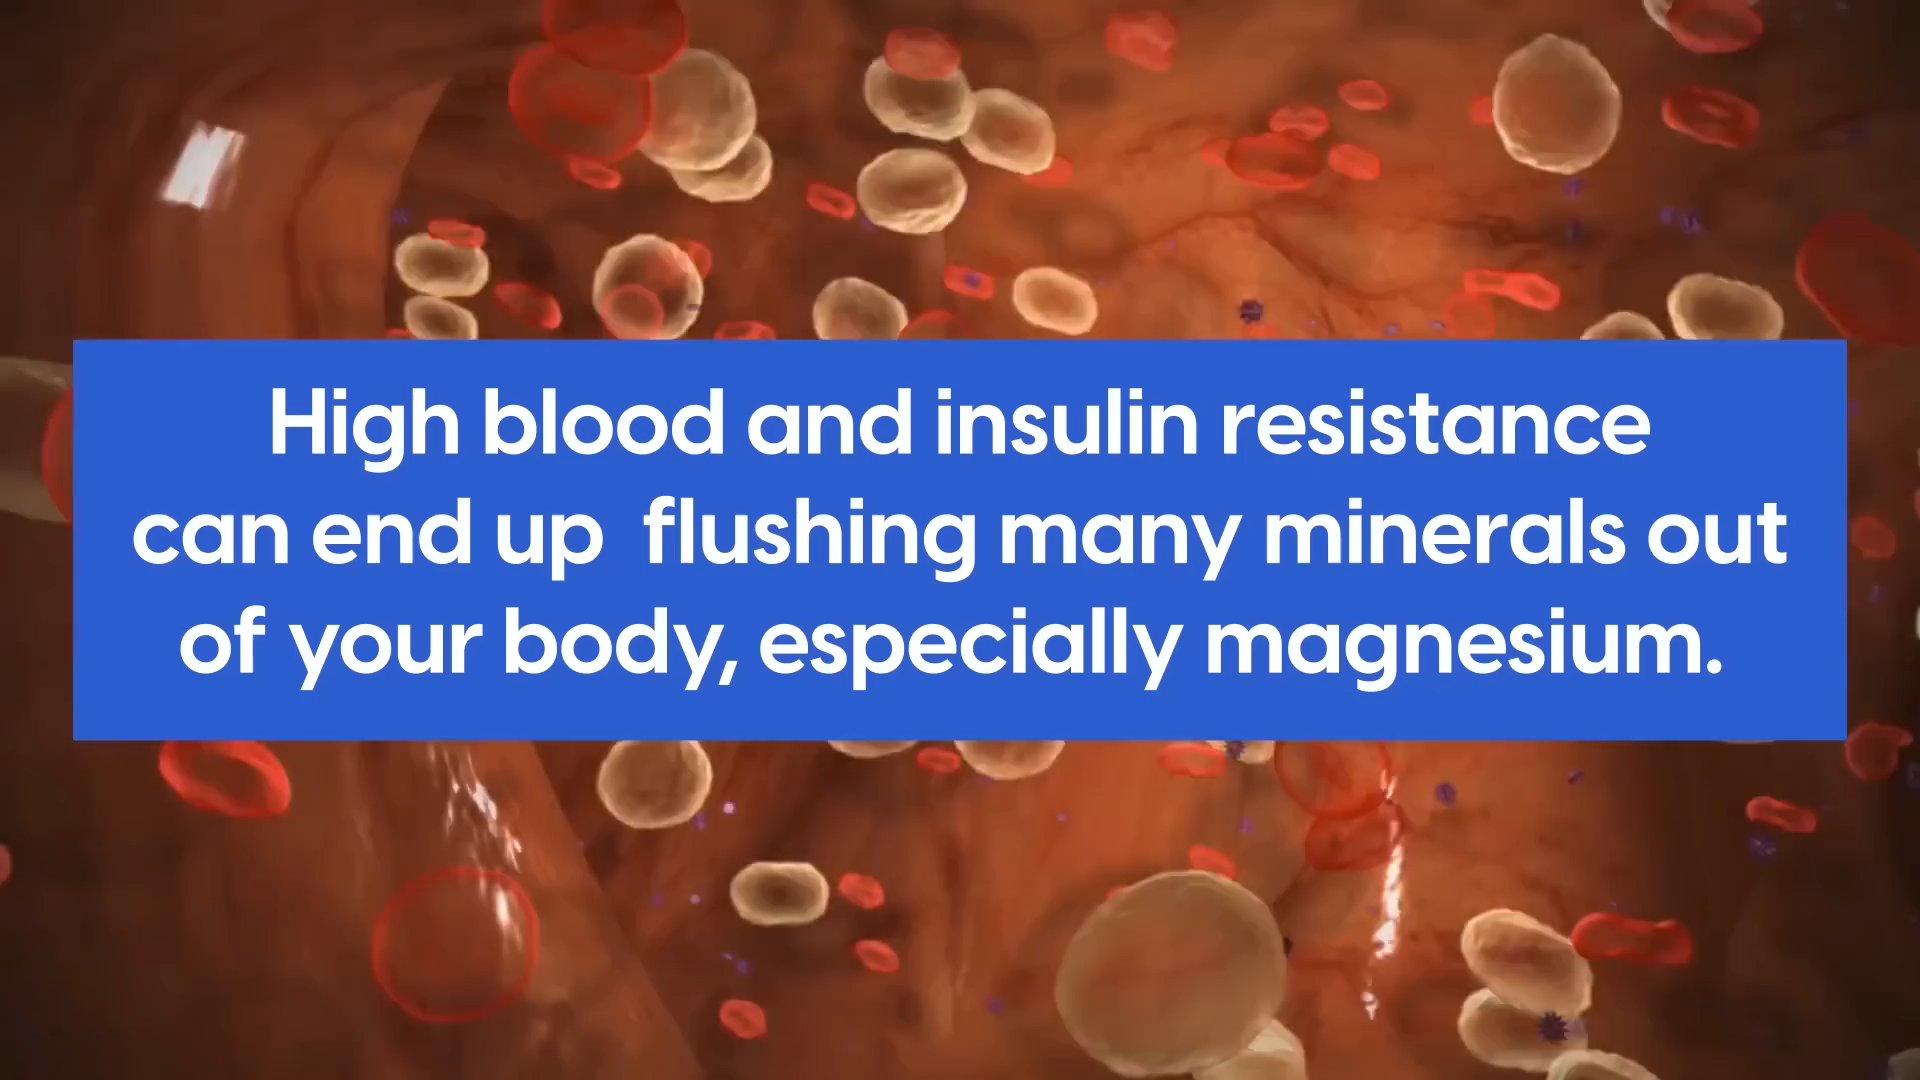 High blood and insulin resistance
can end up  flushing many minerals out
of your body, especially magnesium.